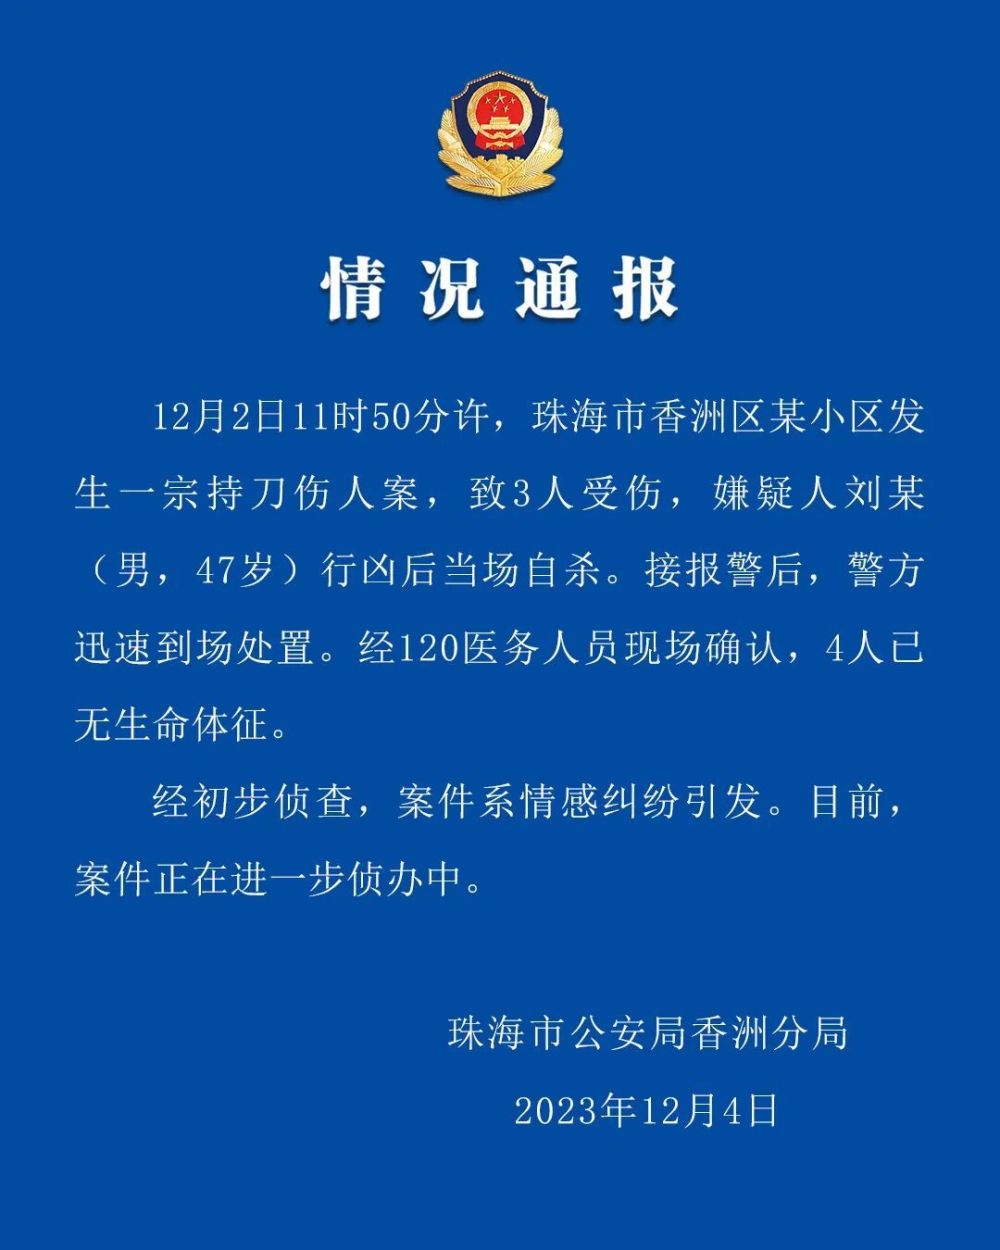 情况通报
12月2日11时50分许，珠海市香洲区某小区发
生一宗持刀伤人案，致3人受伤，嫌疑人刘某
（男，47岁）行凶后当场自杀。接报警后，警方
迅速到场处置。经120医务人员现场确认，4人已
无生命体征。
经初步侦查，案件系情感纠纷引发。目前，
案件正在进一步侦办中。
珠海市公安局香洲分局
2023年12月4日